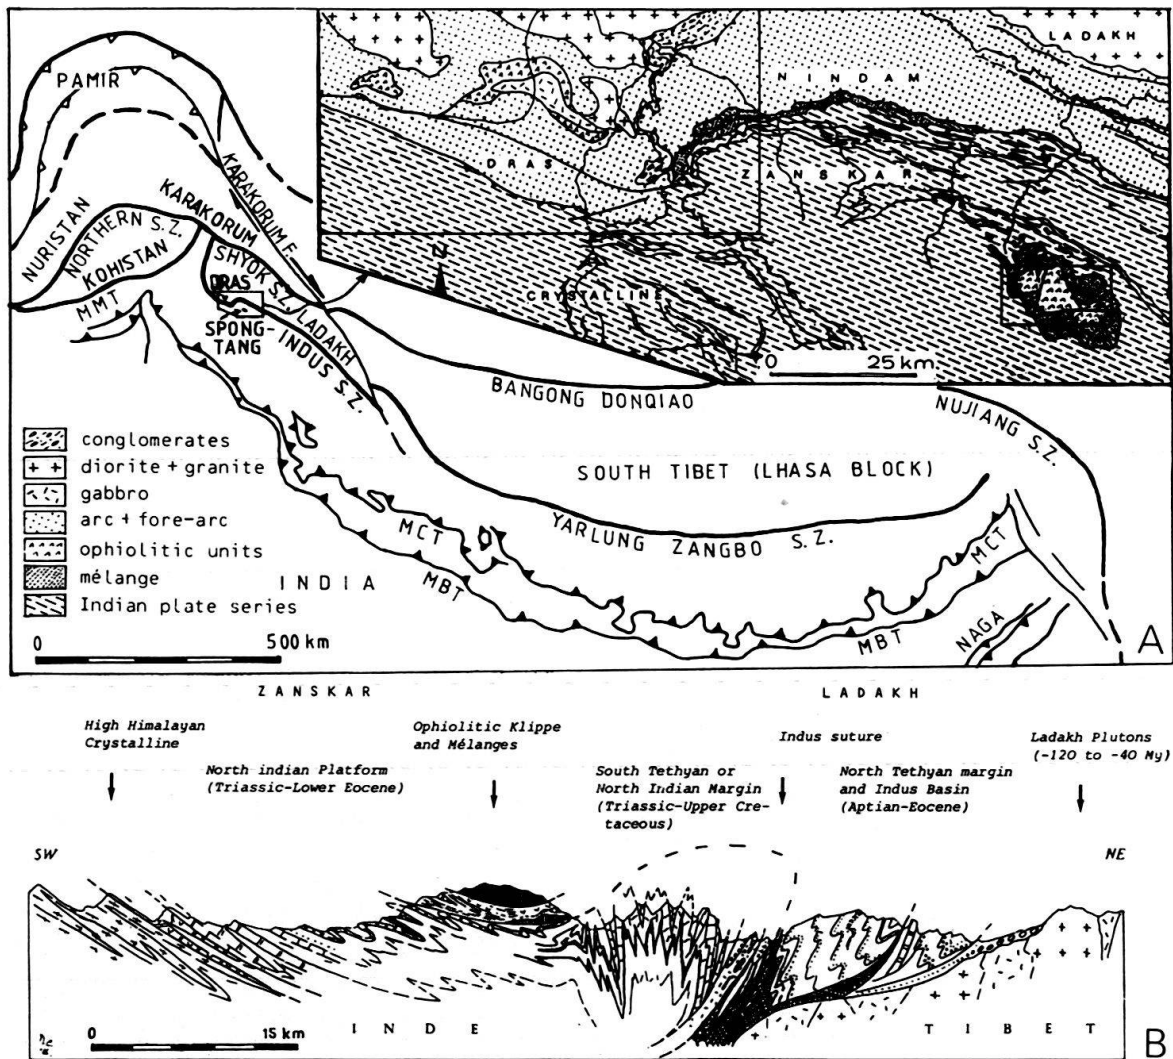 PAMIR
NURISTAN
NORTHERN S.Z.
KOHISTAN
MMT
KARAKORUM
KARAKORUM F.
SHYOK S.Z.
DRAS
LADAKH
SPONG-
TANG
INDUS S.Z.
LADAKH
NINDAM
DRAS
ZANSKAR
N
CRYSTALLINE
0 25 km
BANGONG DONQIAO
NUJIANG S.Z.
SOUTH TIBET (LHASA BLOCK)
YARLUNG ZANGBO S.Z.
MCT
MBT
MCT
MBT
NAGA
INDIA
conglomerates
diorite + granite
gabbro
arc + fore-arc
ophiolitic units
mélange
Indian plate series
0 500 km
A
ZANSKAR LADAKH
High Himalayan
Crystalline
North indian Platform
(Triassic-Lower Eocene)
Ophiolitic Klippe
and Mélanges
South Tethyan or
North Indian Margin
(Triassic-Upper Cre-
taceous)
Indus suture
North Tethyan margin
and Indus Basin
(Aptian-Eocene)
Ladakh Plutons
(-120 to -40 My)
SW
NE
0 15 km
INDE
TIBET
B